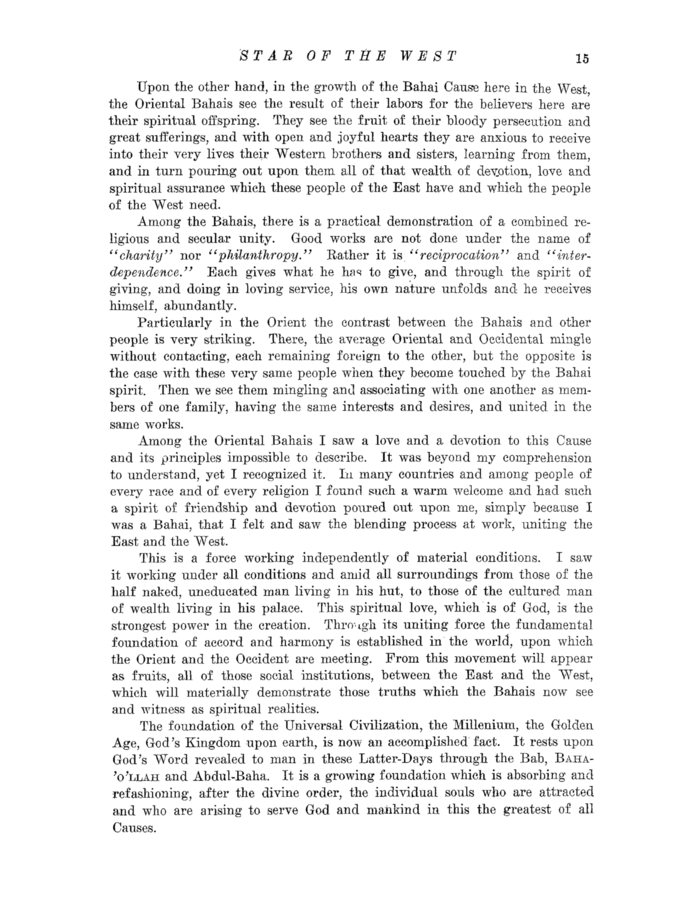 STAR OF THE WEST 15
Upon the other hand, in the growth of the Bahai Cause here in the West,
the Oriental Bahais see the result of their labors for the believers here are
their spiritual offspring. They see the fruit of their bloody persecution and
great sufferings, and with open and joyful hearts they are anxious to receive
into their very lives their Western brothers and sisters, learning from them,
and in turn pouring out upon them all of that wealth of devotion, love and
spiritual assurance which these people of the East have and which the people
of the West need.
Among the Bahais, there is a practical demonstration of a combined re-
ligious and secular unity. Good works are not done under the name of
"charity" nor "philanthropy." Rather it is "reciprocation" and "inter-
dependence." Each gives what he has to give, and through the spirit of
giving, and doing in loving service, his own nature unfolds and he receives
himself, abundantly.
Particularly in the Orient the contrast between the Bahais and other
people is very striking. There, the average Oriental and Occidental mingle
without contacting, each remaining foreign to the other, but the opposite is
the case with these very same people when they become touched by the Bahai
spirit. Then we see them mingling and associating with one another as mem-
bers of one family, having the same interests and desires, and united in the
same works.
Among the Oriental Bahais I saw a love and a devotion to this Cause
and its principles impossible to describe. It was beyond my comprehension
to understand, yet I recognized it. In many countries and among people of
every race and of every religion I found such a warm welcome and had such
a spirit of friendship and devotion poured out upon me, simply because I
was a Bahai, that I felt and saw the blending process at work, uniting the
East and the West.
This is a force working independently of material conditions. I saw
it working under all conditions and amid all surroundings from those of the
half naked, uneducated man living in his hut, to those of the cultured man
of wealth living in his palace. This spiritual love, which is of God, is the
strongest power in the creation. Through its uniting force the fundamental
foundation of accord and harmony is established in the world, upon which
the Orient and the Occident are meeting. From this movement will appear
as fruits, all of those social institutions, between the East and the West,
which will materially demonstrate those truths which the Bahais now see
and witness as spiritual realities.
The foundation of the Universal Civilization, the Millenium, the Golden
Age, God's Kingdom upon earth, is now an accomplished fact. It rests upon
God's Word revealed to man in these Latter-Days through the Bab, BAHA-
'O'LLAH and Abdul-Baha. It is a growing foundation which is absorbing and
refashioning, after the divine order, the individual souls who are attracted
and who are arising to serve God and mankind in this the greatest of all
Causes.